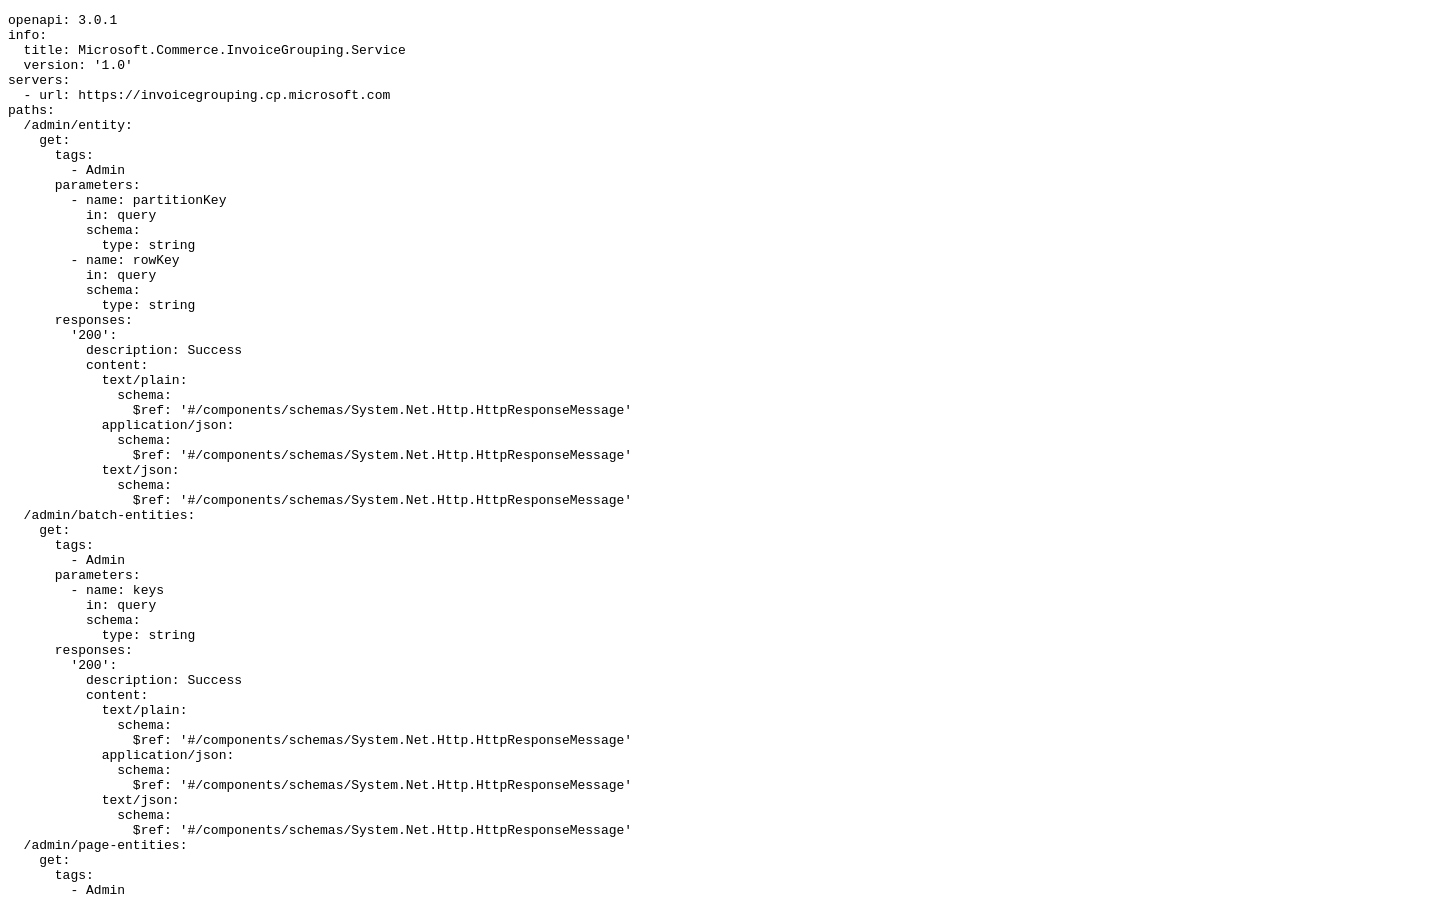 openapi: 3.0.1
info:
  title: Microsoft.Commerce.InvoiceGrouping.Service
  version: '1.0'
servers:
  - url: https://invoicegrouping.cp.microsoft.com
paths:
  /admin/entity:
    get:
      tags:
        - Admin
      parameters:
        - name: partitionKey
          in: query
          schema:
            type: string
        - name: rowKey
          in: query
          schema:
            type: string
      responses:
        '200':
          description: Success
          content:
            text/plain:
              schema:
                $ref: '#/components/schemas/System.Net.Http.HttpResponseMessage'
            application/json:
              schema:
                $ref: '#/components/schemas/System.Net.Http.HttpResponseMessage'
            text/json:
              schema:
                $ref: '#/components/schemas/System.Net.Http.HttpResponseMessage'
  /admin/batch-entities:
    get:
      tags:
        - Admin
      parameters:
        - name: keys
          in: query
          schema:
            type: string
      responses:
        '200':
          description: Success
          content:
            text/plain:
              schema:
                $ref: '#/components/schemas/System.Net.Http.HttpResponseMessage'
            application/json:
              schema:
                $ref: '#/components/schemas/System.Net.Http.HttpResponseMessage'
            text/json:
              schema:
                $ref: '#/components/schemas/System.Net.Http.HttpResponseMessage'
  /admin/page-entities:
    get:
      tags:
        - Admin